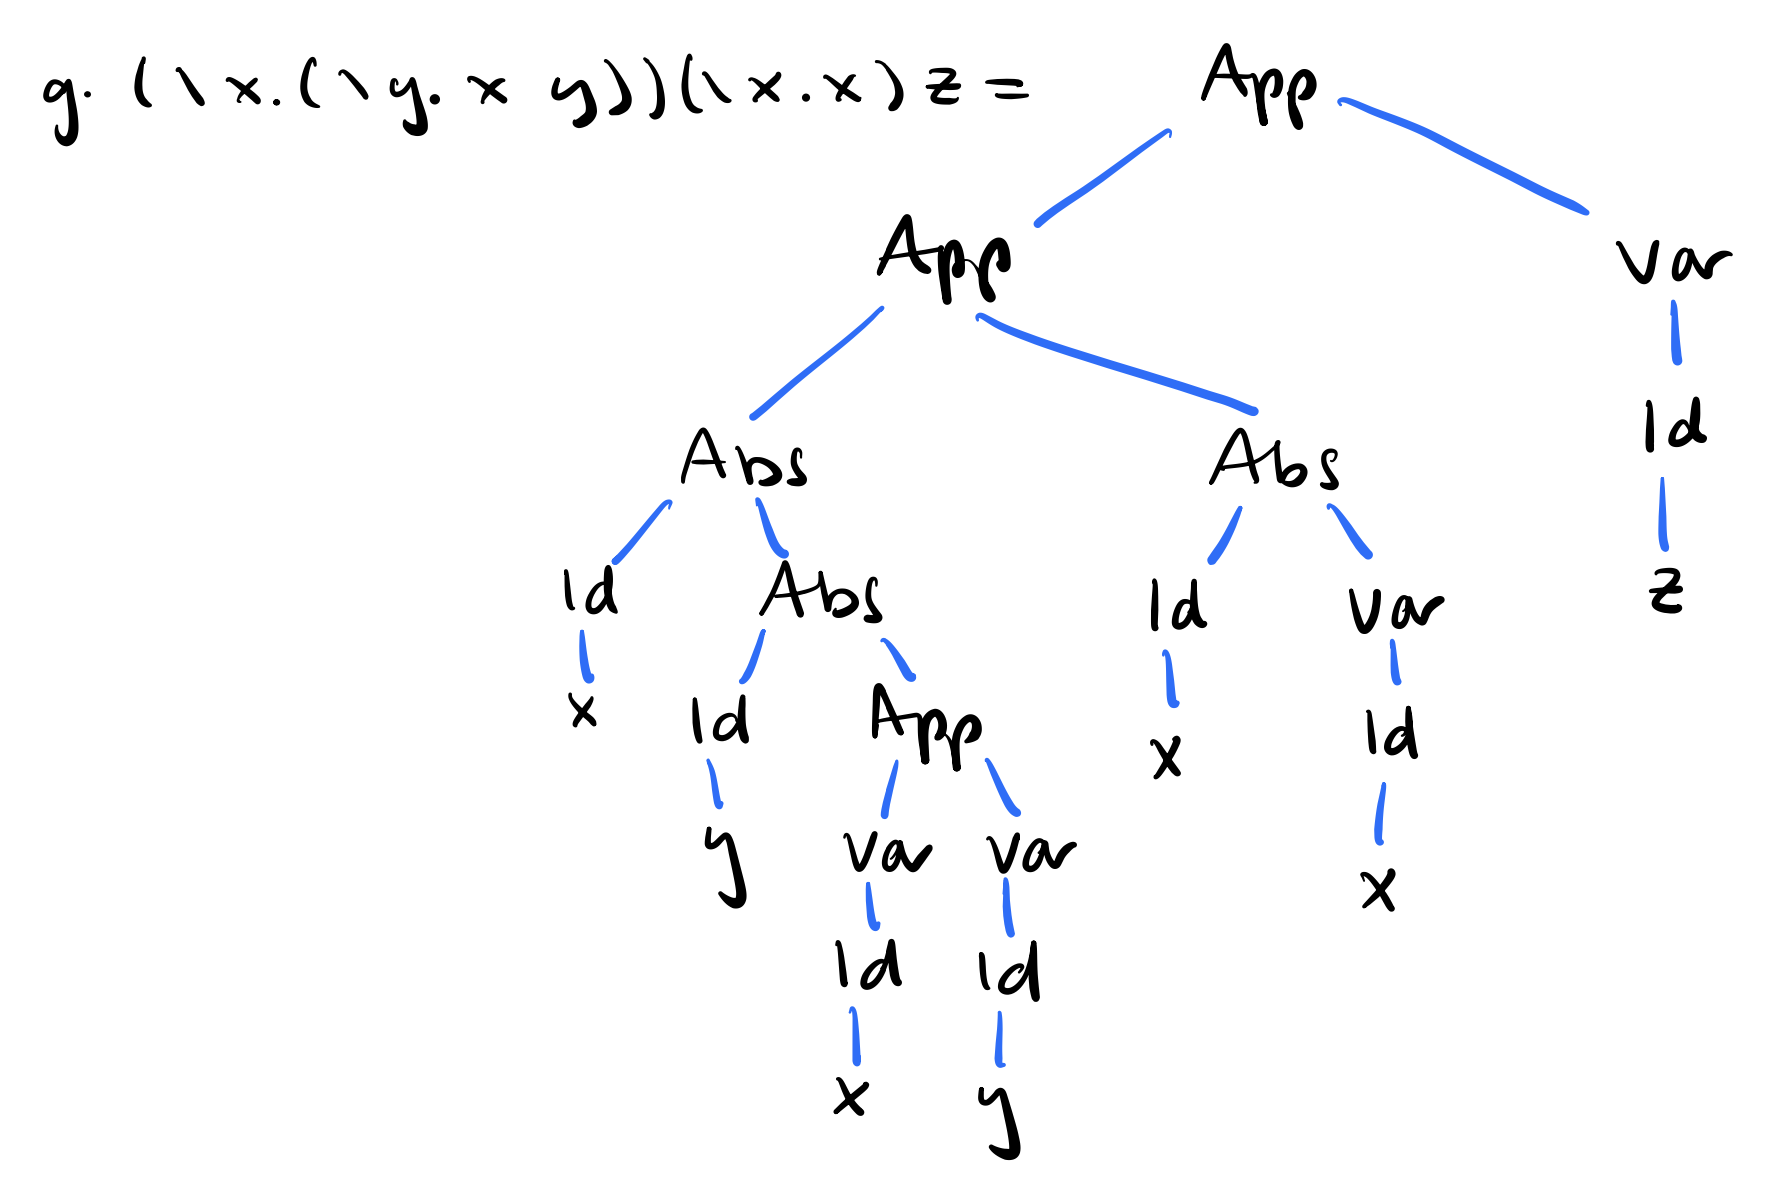 g. (\x.(\y. x y))(\x.x) z = App
App Var
Id
Abs Abs
z
Id Abs Id Var
x Id App x Id
y Var Var x
Id Id
x y